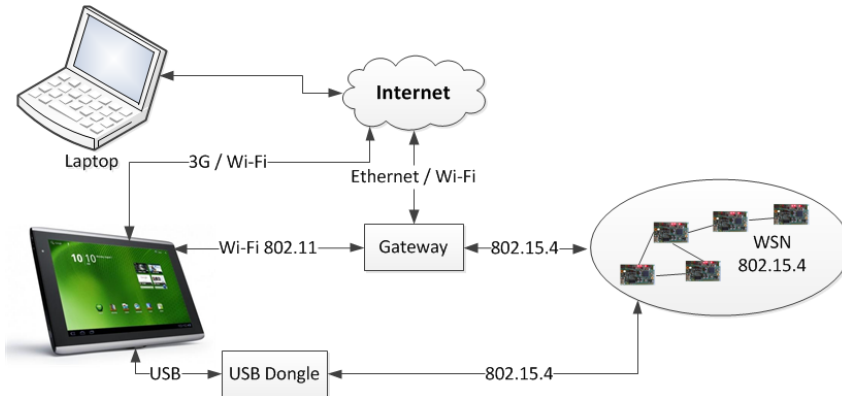 Internet
Laptop
3G / Wi-Fi
Ethernet / Wi-Fi
10 10
Wi-Fi 802.11
Gateway
802.15.4
WSN
802.15.4
USB
USB Dongle
802.15.4